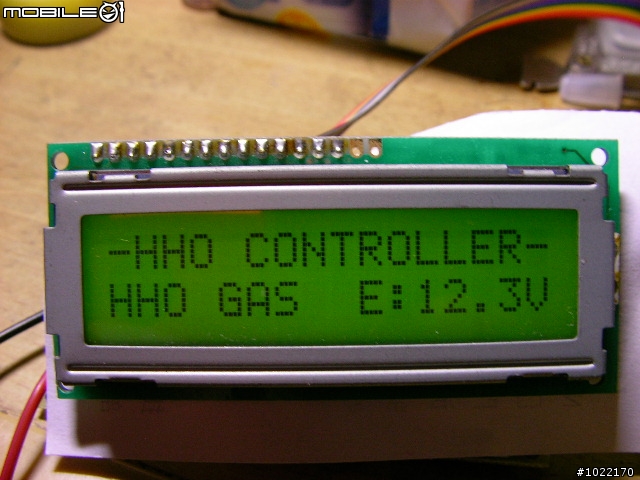 MOBILE01
-HHO CONTROLLER-
HHO GAS  E:12.3V
#1022170